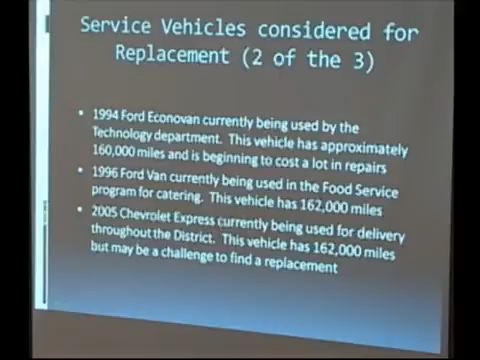 Service Vehicles considered for
Replacement (2 of the 3)
• 1994 Ford Econovan currently being used by the
Technology department. This vehicle has approximately
160,000 miles and is beginning to cost a lot in repairs
• 1996 Ford Van currently being used in the Food Service
program for catering. This vehicle has 162,000 miles
• 2005 Chevrolet Express currently being used for delivery
throughout the District. This vehicle has 162,000 miles
but may be a challenge to find a replacement